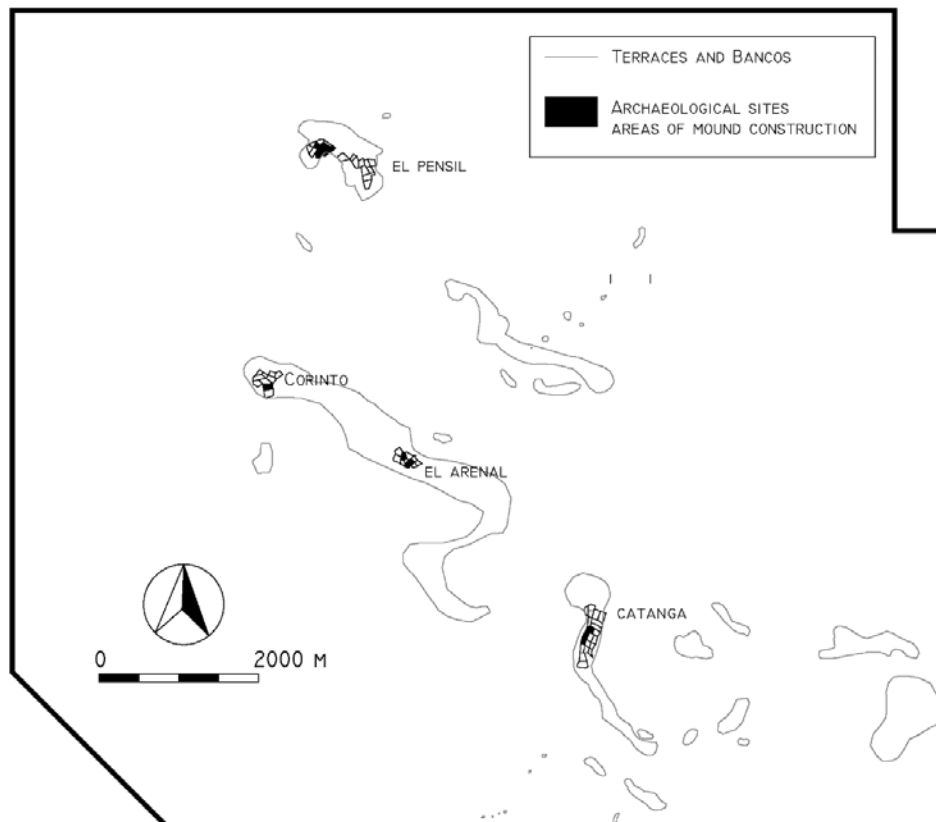 TERRACES AND BANCOS
ARCHAEOLOGICAL SITES
AREAS OF MOUND CONSTRUCTION
EL PENSIL
CORINTO
EL ARENAL
CATANGA
0 2000 M